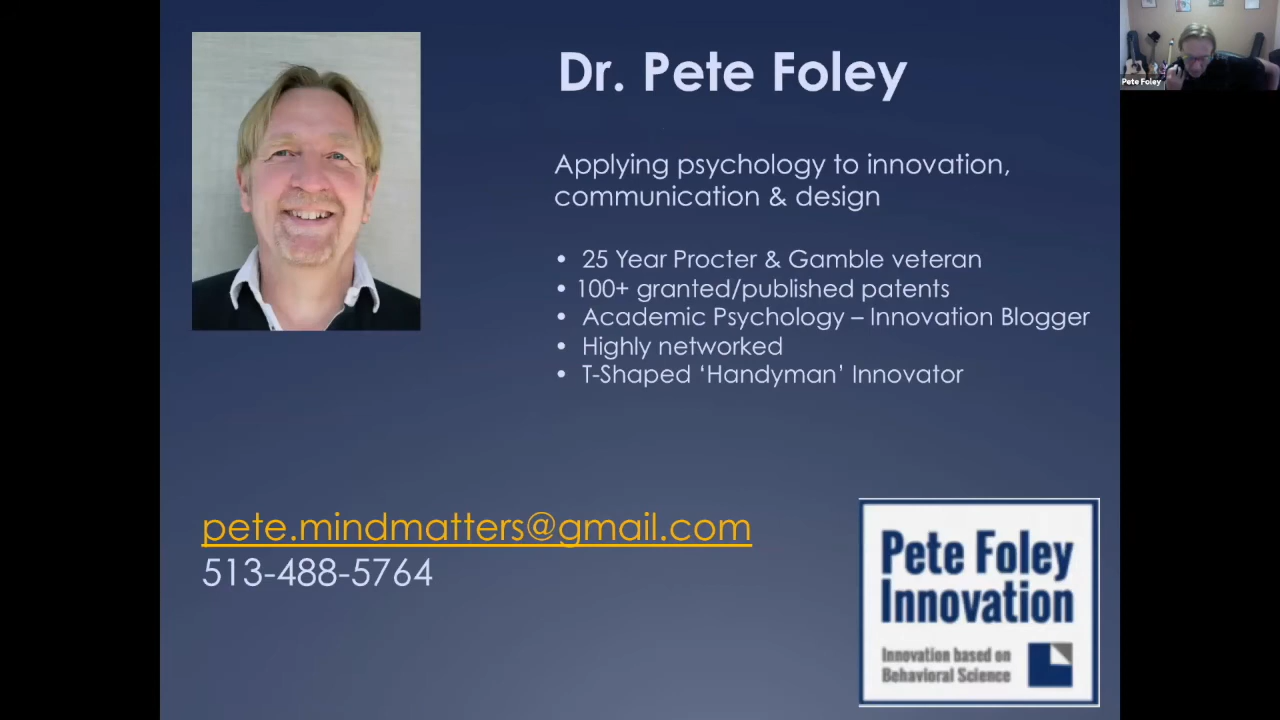 Dr. Pete Foley
Pete Foley
Applying psychology to innovation,
communication & design
• 25 Year Procter & Gamble veteran
• 100+ granted/published patents
• Academic Psychology – Innovation Blogger
• Highly networked
• T-Shaped ‘Handyman’ Innovator
pete.mindmatters@gmail.com
513-488-5764
Pete Foley
Innovation
Innovation based on
Behavioral Science